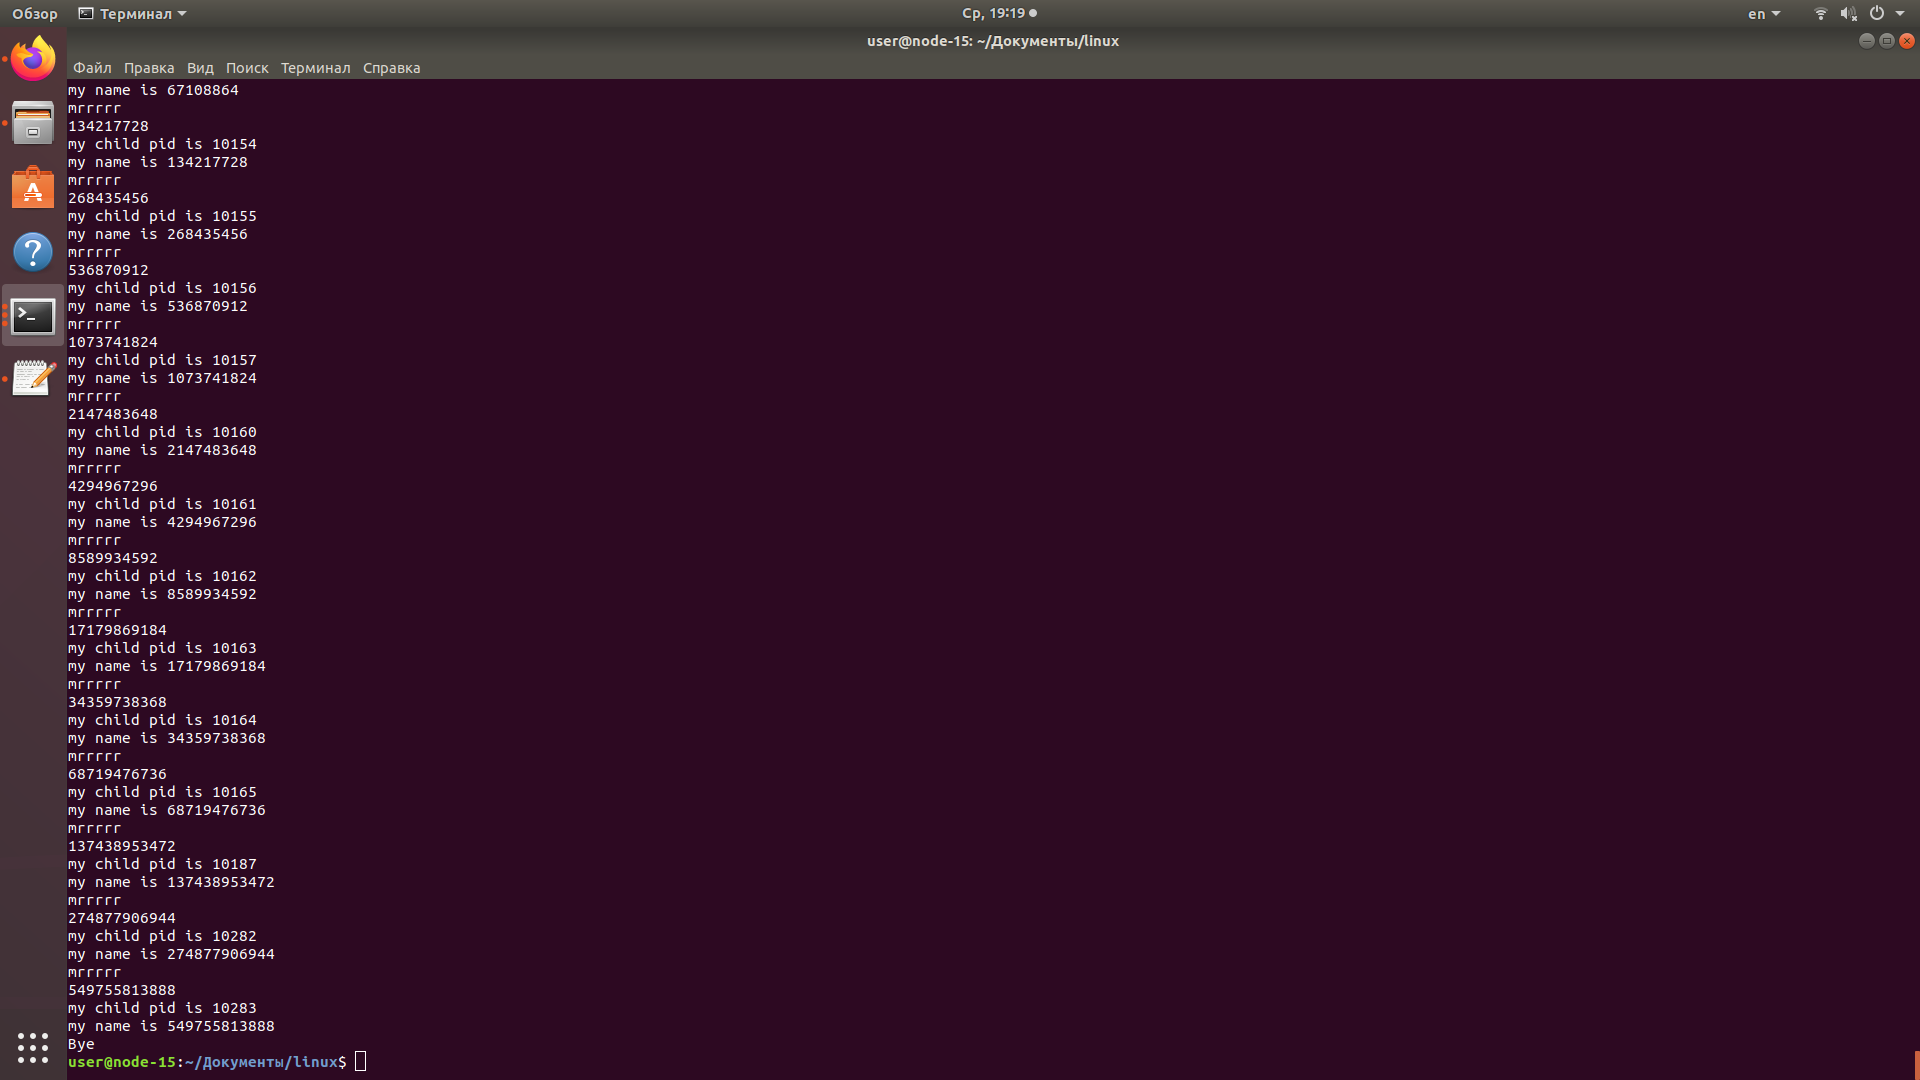 Обзор Терминал Ср, 19:19 en
user@node-15: ~/Документы/linux
Файл Правка Вид Поиск Терминал Справка
my name is 67108864
mrrrrr
134217728
my child pid is 10154
my name is 134217728
mrrrrr
268435456
my child pid is 10155
my name is 268435456
mrrrrr
536870912
my child pid is 10156
my name is 536870912
mrrrrr
1073741824
my child pid is 10157
my name is 1073741824
mrrrrr
2147483648
my child pid is 10160
my name is 2147483648
mrrrrr
4294967296
my child pid is 10161
my name is 4294967296
mrrrrr
8589934592
my child pid is 10162
my name is 8589934592
mrrrrr
17179869184
my child pid is 10163
my name is 17179869184
mrrrrr
34359738368
my child pid is 10164
my name is 34359738368
mrrrrr
68719476736
my child pid is 10165
my name is 68719476736
mrrrrr
137438953472
my child pid is 10187
my name is 137438953472
mrrrrr
274877906944
my child pid is 10282
my name is 274877906944
mrrrrr
549755813888
my child pid is 10283
my name is 549755813888
Bye
user@node-15:~/Документы/linux$